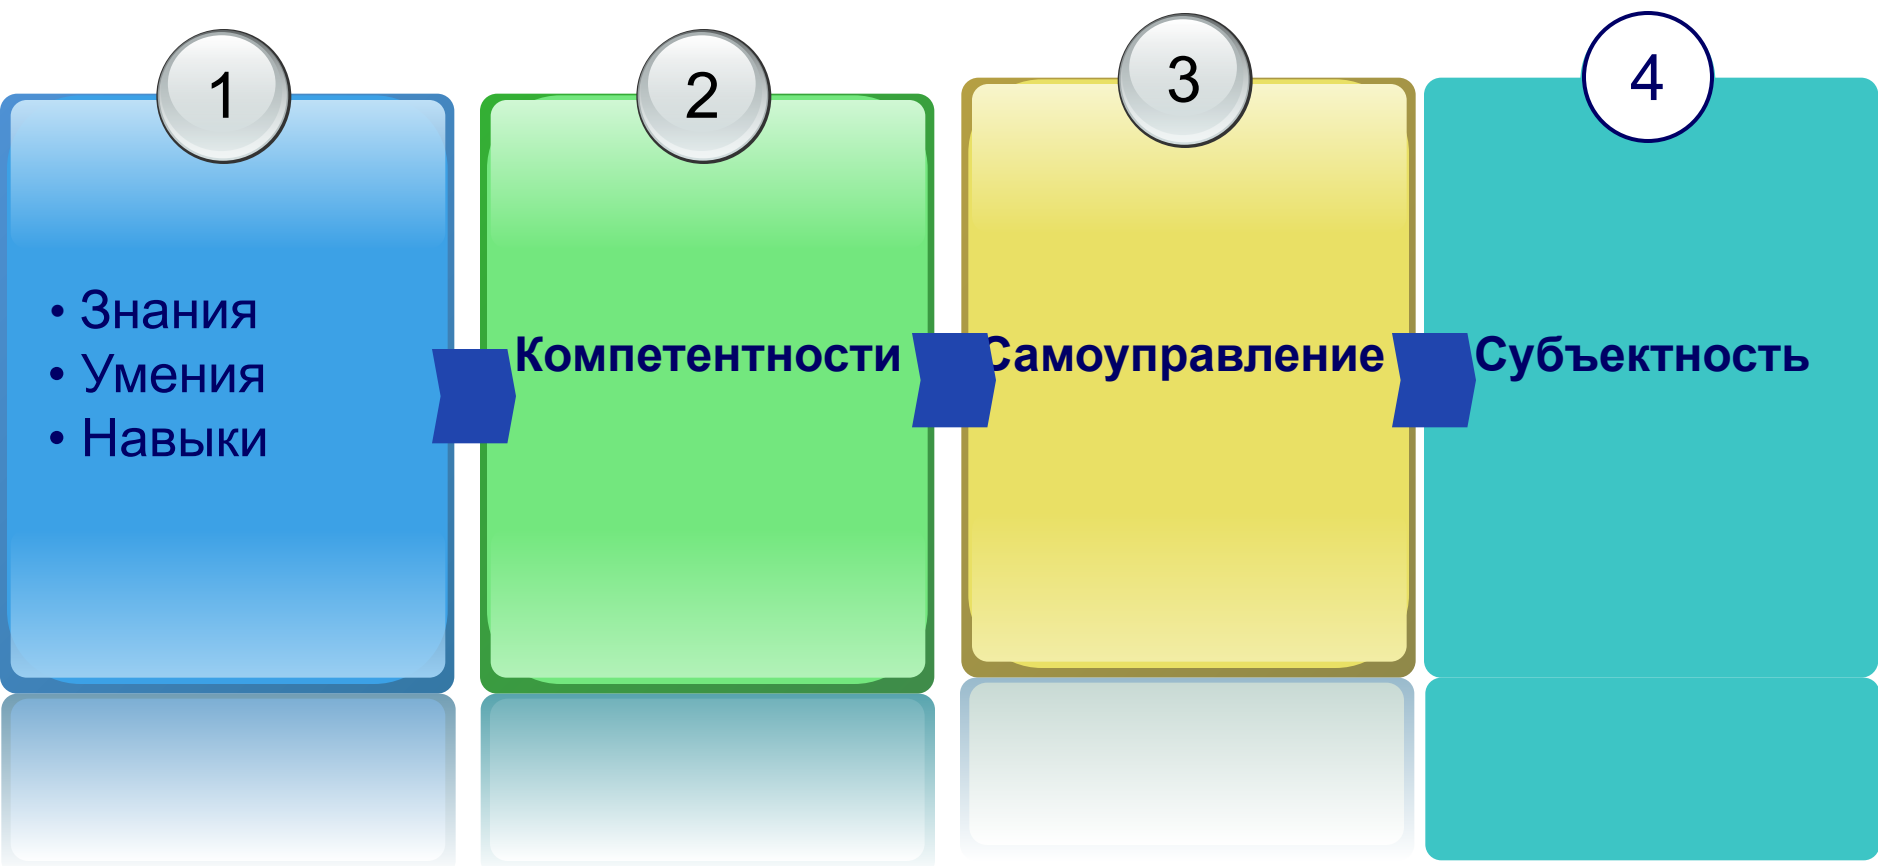 1
• Знания
• Умения
• Навыки
2
Компетентности
3
Самоуправление
4
Субъектность